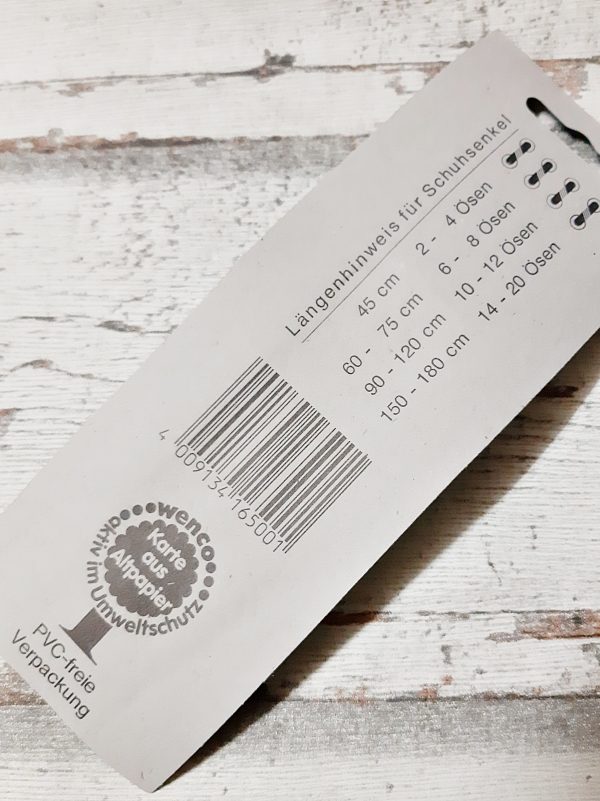 Längenhinweis für Schuhsenkel
45 cm 2 - 4 Ösen
60 - 75 cm 6 - 8 Ösen
90 - 120 cm 10 - 12 Ösen
150 - 180 cm 14 - 20 Ösen
4 009134 165001
wenco
aktiv im Umweltschutz
Karte
aus
Altpapier
PVC-freie
Verpackung